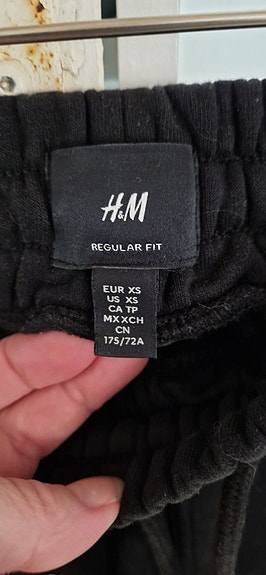 H&M
REGULAR FIT
EUR XS
US XS
CA TP
MX XCH
CN
175/72A